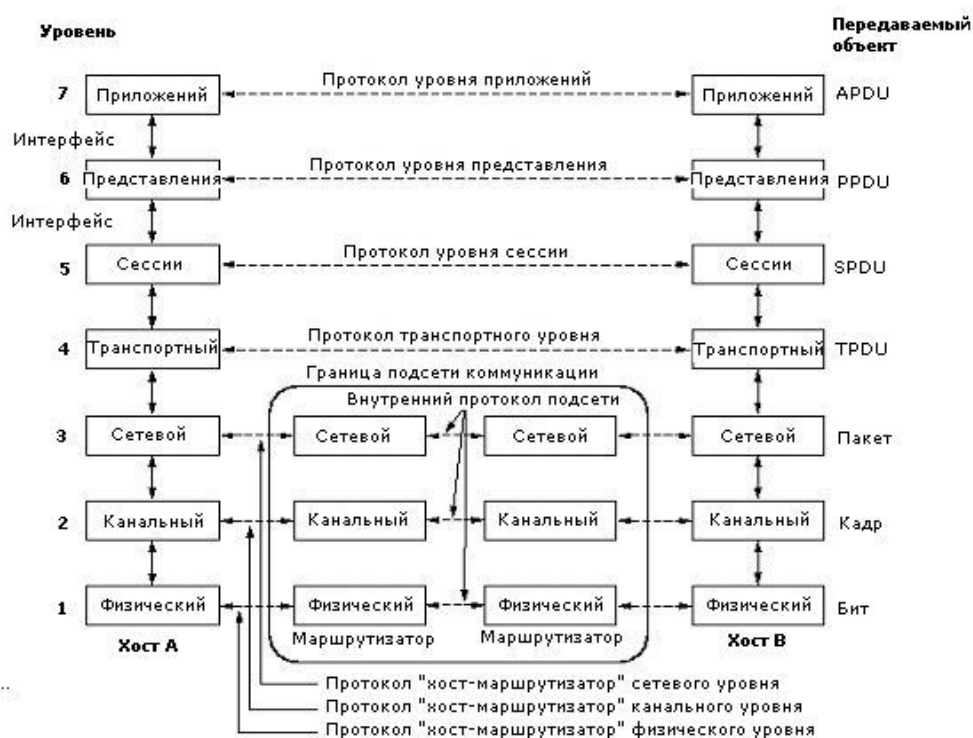 Уровень
Передаваемый
объект
7
Приложений
Протокол уровня приложений
Приложений
APDU
Интерфейс
6
Представления
Протокол уровня представления
Представления
PPDU
Интерфейс
5
Сессии
Протокол уровня сессии
Сессии
SPDU
4
Транспортный
Протокол транспортного уровня
Транспортный
TPDU
Граница подсети коммуникации
Внутренний протокол подсети
3
Сетевой
Сетевой
Сетевой
Сетевой
Пакет
2
Канальный
Канальный
Канальный
Канальный
Кадр
1
Физический
Физический
Физический
Физический
Бит
Хост А
Маршрутизатор
Маршрутизатор
Хост В
..
Протокол "хост-маршрутизатор" сетевого уровня
Протокол "хост-маршрутизатор" канального уровня
Протокол "хост-маршрутизатор" физического уровня